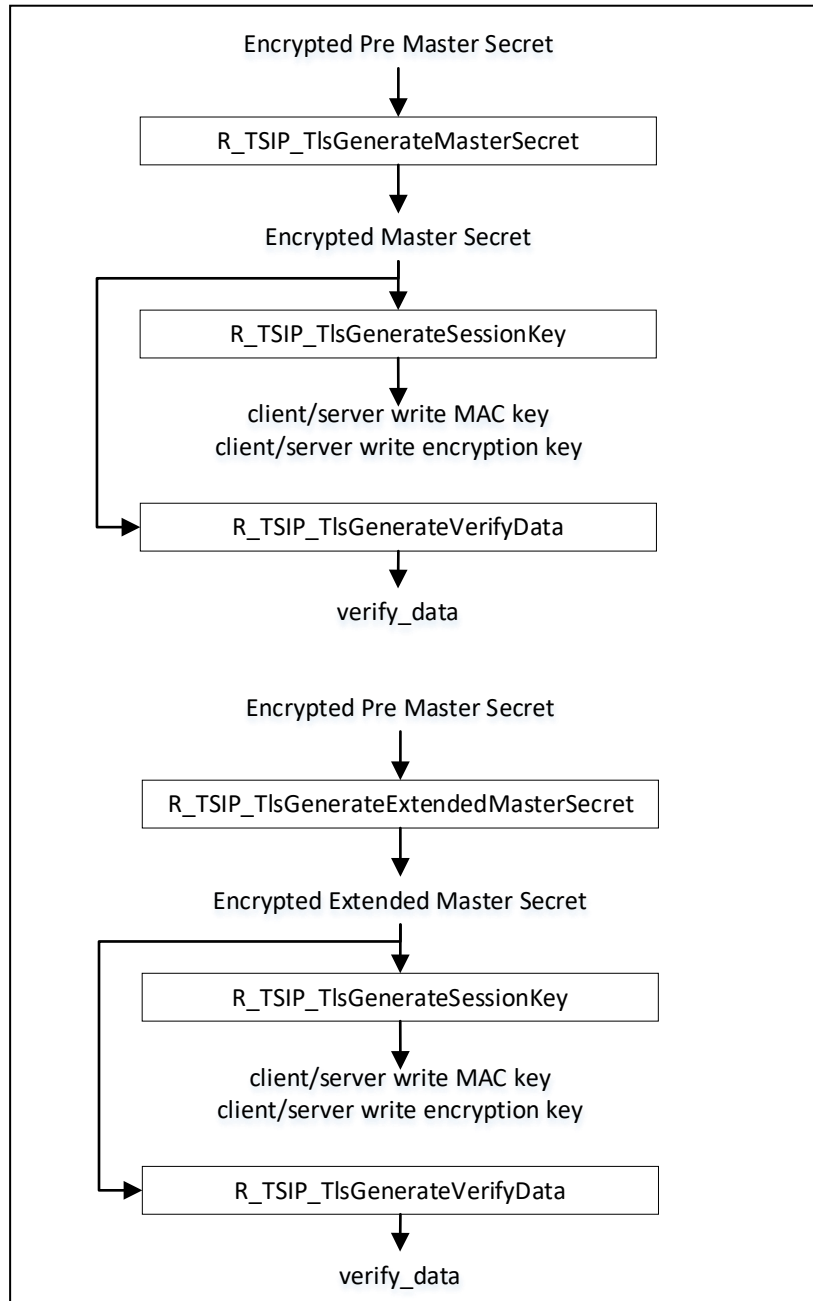 Encrypted Pre Master Secret
R_TSIP_TlsGenerateMasterSecret
Encrypted Master Secret
R_TSIP_TlsGenerateSessionKey
client/server write MAC key
client/server write encryption key
R_TSIP_TlsGenerateVerifyData
verify_data
Encrypted Pre Master Secret
R_TSIP_TlsGenerateExtendedMasterSecret
Encrypted Extended Master Secret
R_TSIP_TlsGenerateSessionKey
client/server write MAC key
client/server write encryption key
R_TSIP_TlsGenerateVerifyData
verify_data